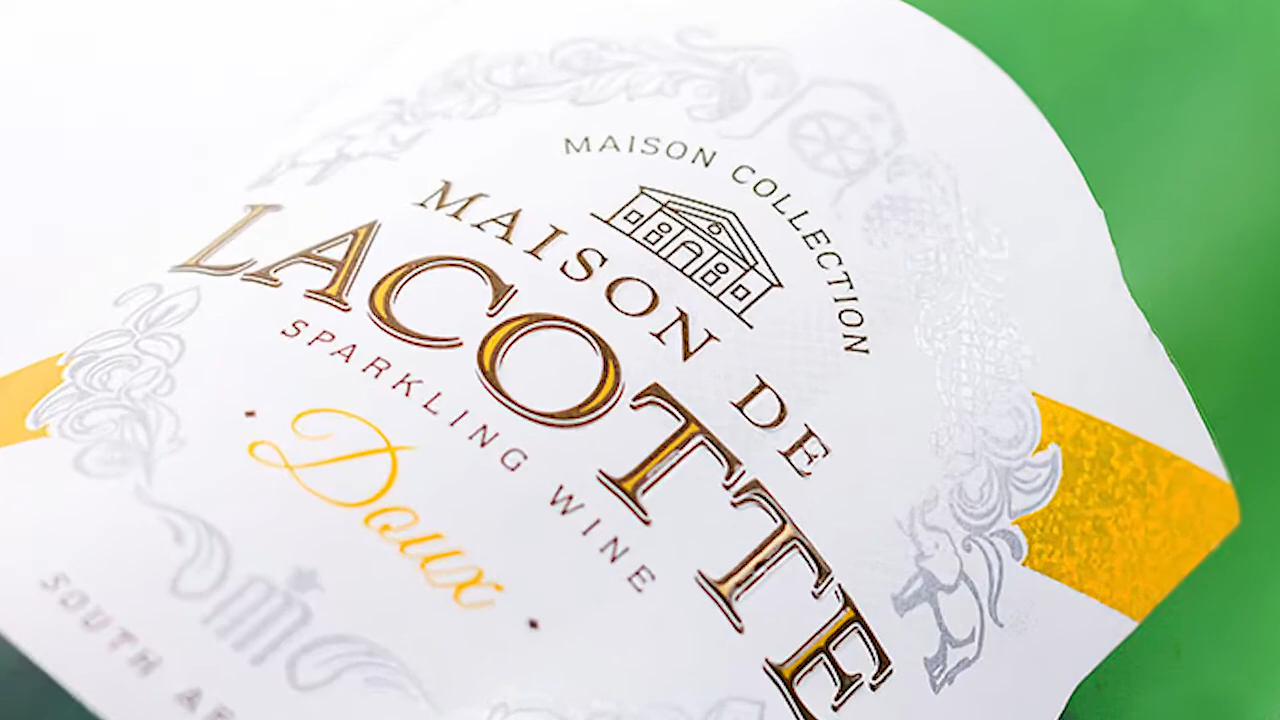 MAISON COLLECTION
MAISON DE
LACOTTE
SPARKLING WINE
Doux
SOUTH